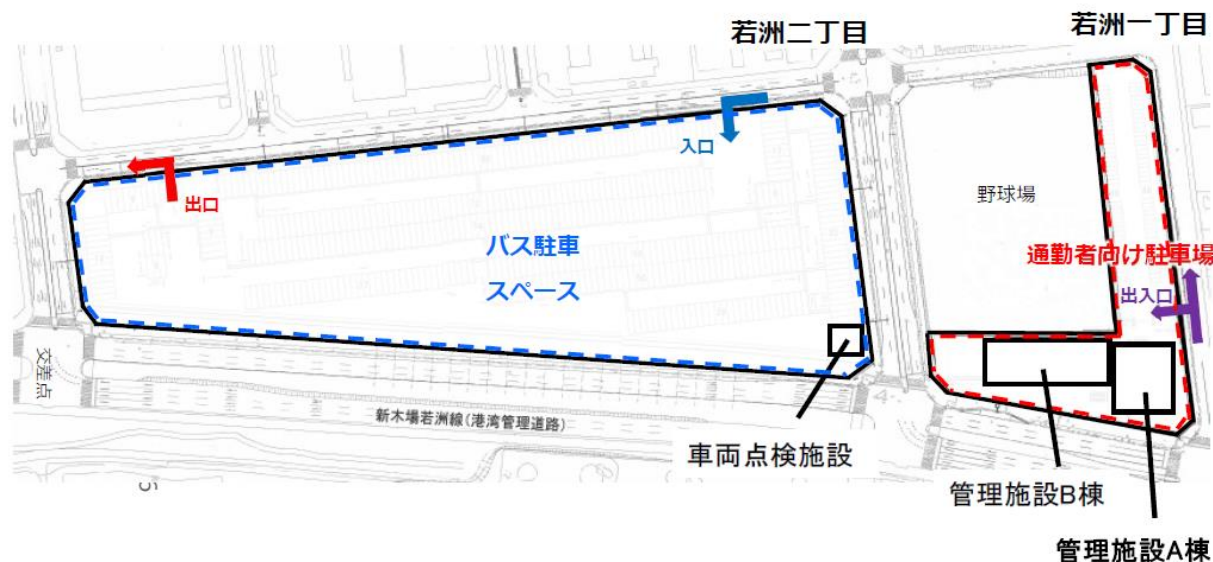 若洲二丁目
若洲一丁目
入口
出口
野球場
バス駐車
スペース
通勤者向け駐車場
出入口
交差点
新木場若洲線(港湾管理道路)
車両点検施設
管理施設B棟
管理施設A棟